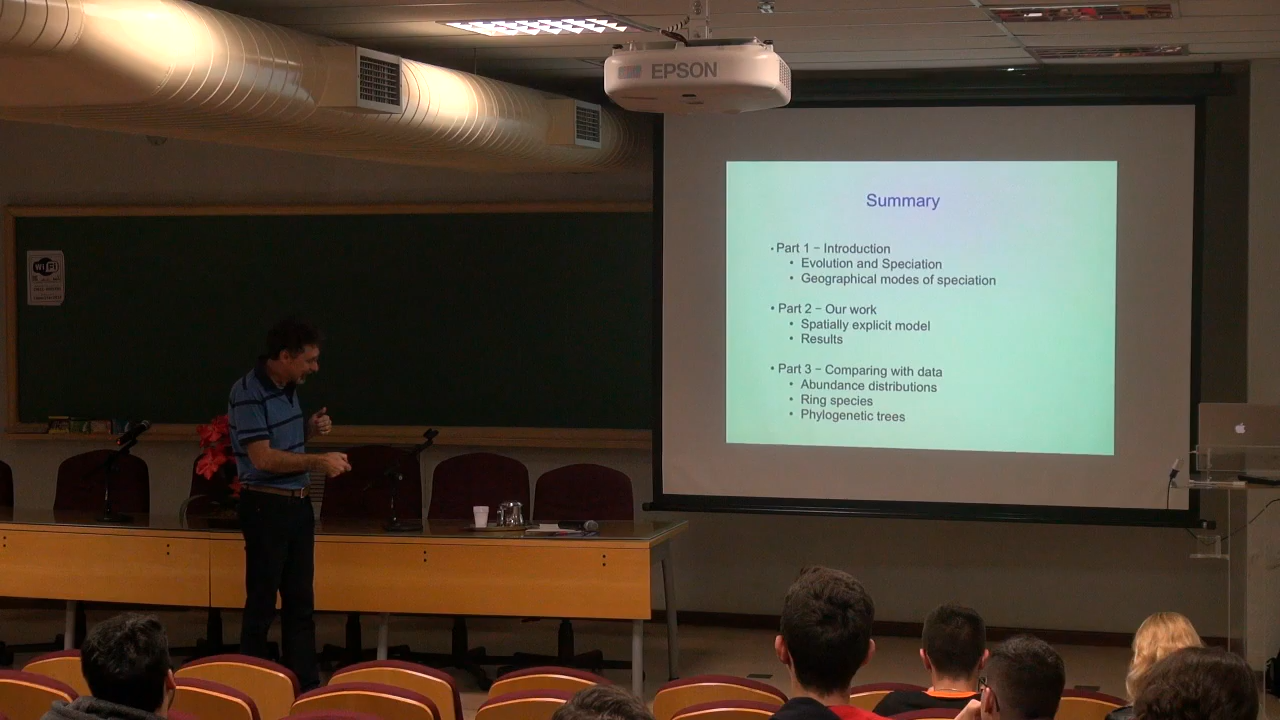 EPSON
Summary
• Part 1 − Introduction
• Evolution and Speciation
• Geographical modes of speciation
• Part 2 − Our work
• Spatially explicit model
• Results
• Part 3 − Comparing with data
• Abundance distributions
• Ring species
• Phylogenetic trees
WiFi